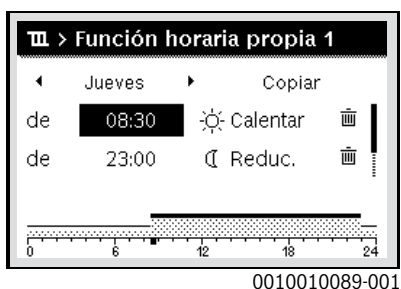 > Función horaria propia 1
Jueves Copiar
de 08:30 Calentar
de 23:00 Reduc.
0 6 12 18 24
0010010089-001